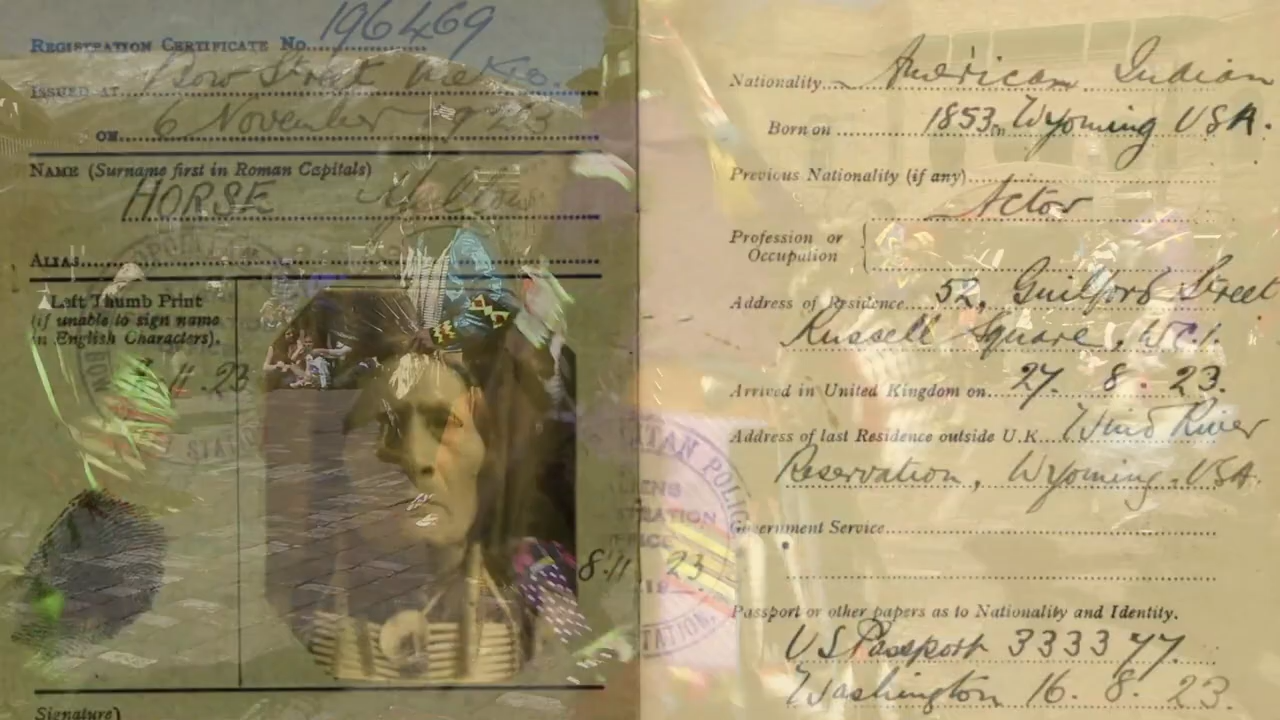 REGISTRATION CERTIFICATE No. 196469
ISSUED AT Bow Street Metro.
ON 6 November 1923
NAME (Surname first in Roman Capitals)
HORSE
ALIAS
Left Thumb Print
(if unable to sign name
in English Characters).
11.23
8.11 23
Signature)
Nationality American Indian
Born on 1853 in Wyoming USA.
Previous Nationality (if any)
Actor
Profession or
Occupation
Address of Residence 52, Guilford Street
Russell Square, WC1.
Arrived in United Kingdom on 27. 8. 23.
Address of last Residence outside U.K. Wind River
Reservation, Wyoming. USA.
Government Service
Passport or other papers as to Nationality and Identity.
US Passport 333377.
Washington 16. 8. 23.